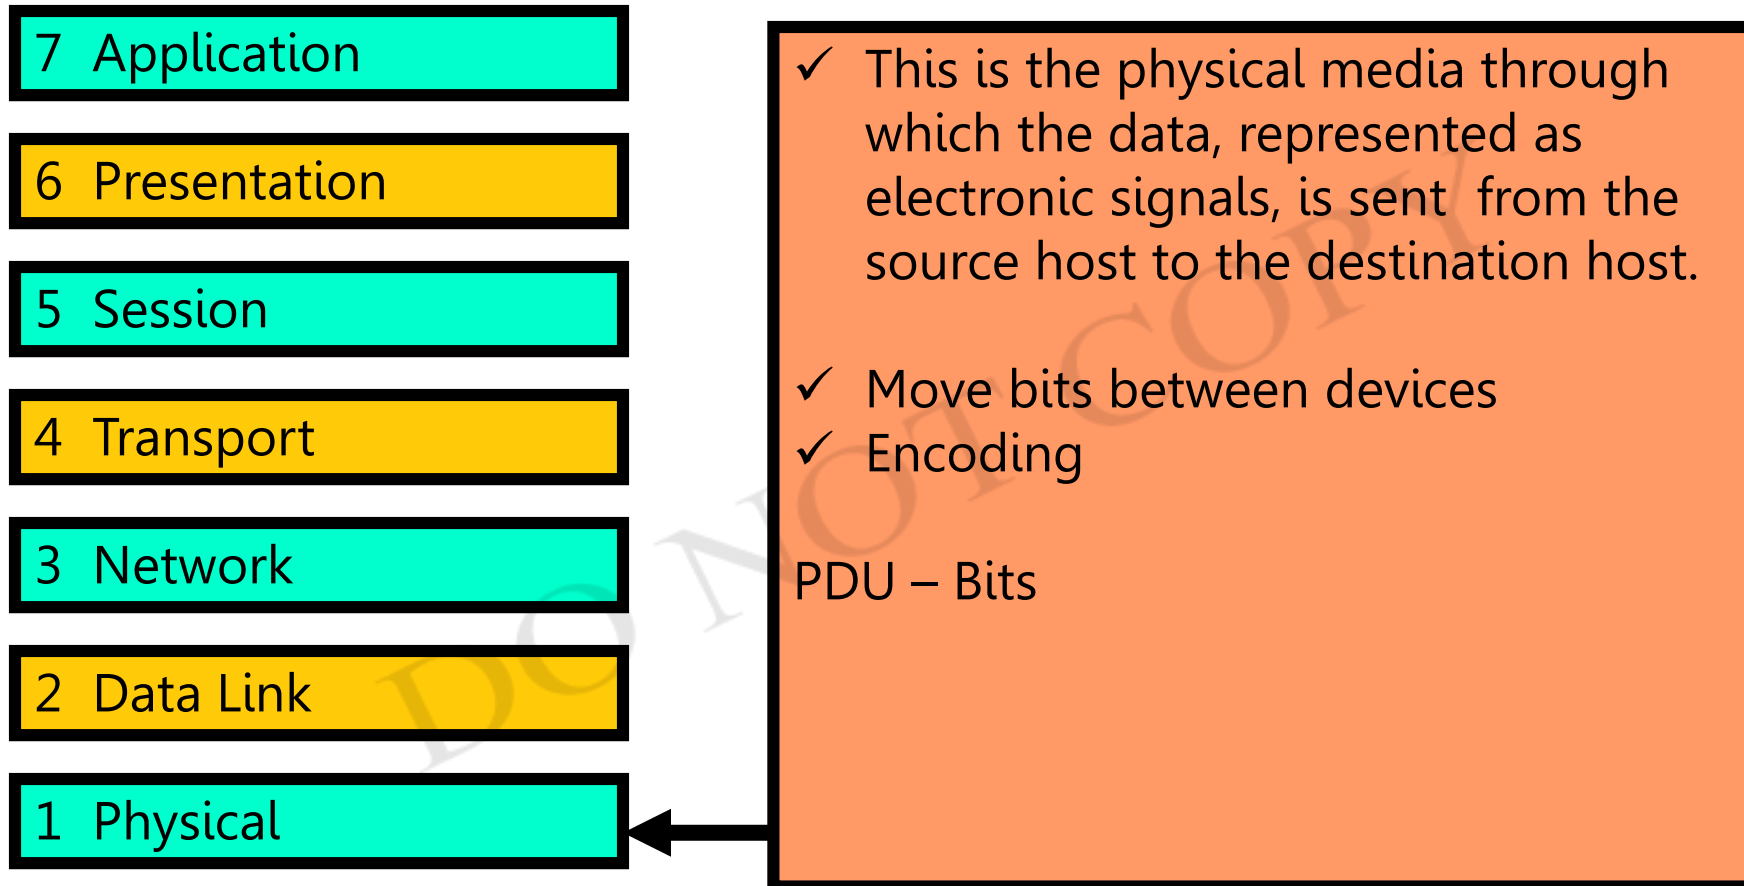 7 Application
6 Presentation
5 Session
4 Transport
3 Network
2 Data Link
1 Physical
✓ This is the physical media through
which the data, represented as
electronic signals, is sent from the
source host to the destination host.
✓ Move bits between devices
✓ Encoding
PDU – Bits
DO NOT COPY